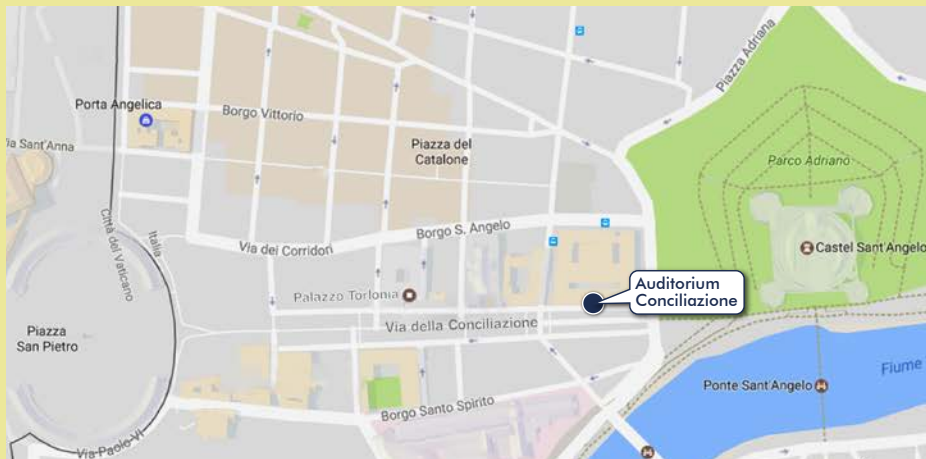 Piazza Adriana
Porta Angelica
Borgo Vittorio
Via Sant'Anna
Piazza del
Catalone
Parco Adriano
Città del Vaticano
Italia
Borgo S. Angelo
Via dei Corridori
Castel Sant'Angelo
Palazzo Torlonia
Auditorium
Conciliazione
Via della Conciliazione
Piazza
San Pietro
Fiume
Ponte Sant'Angelo
Borgo Santo Spirito
Via Paolo VI